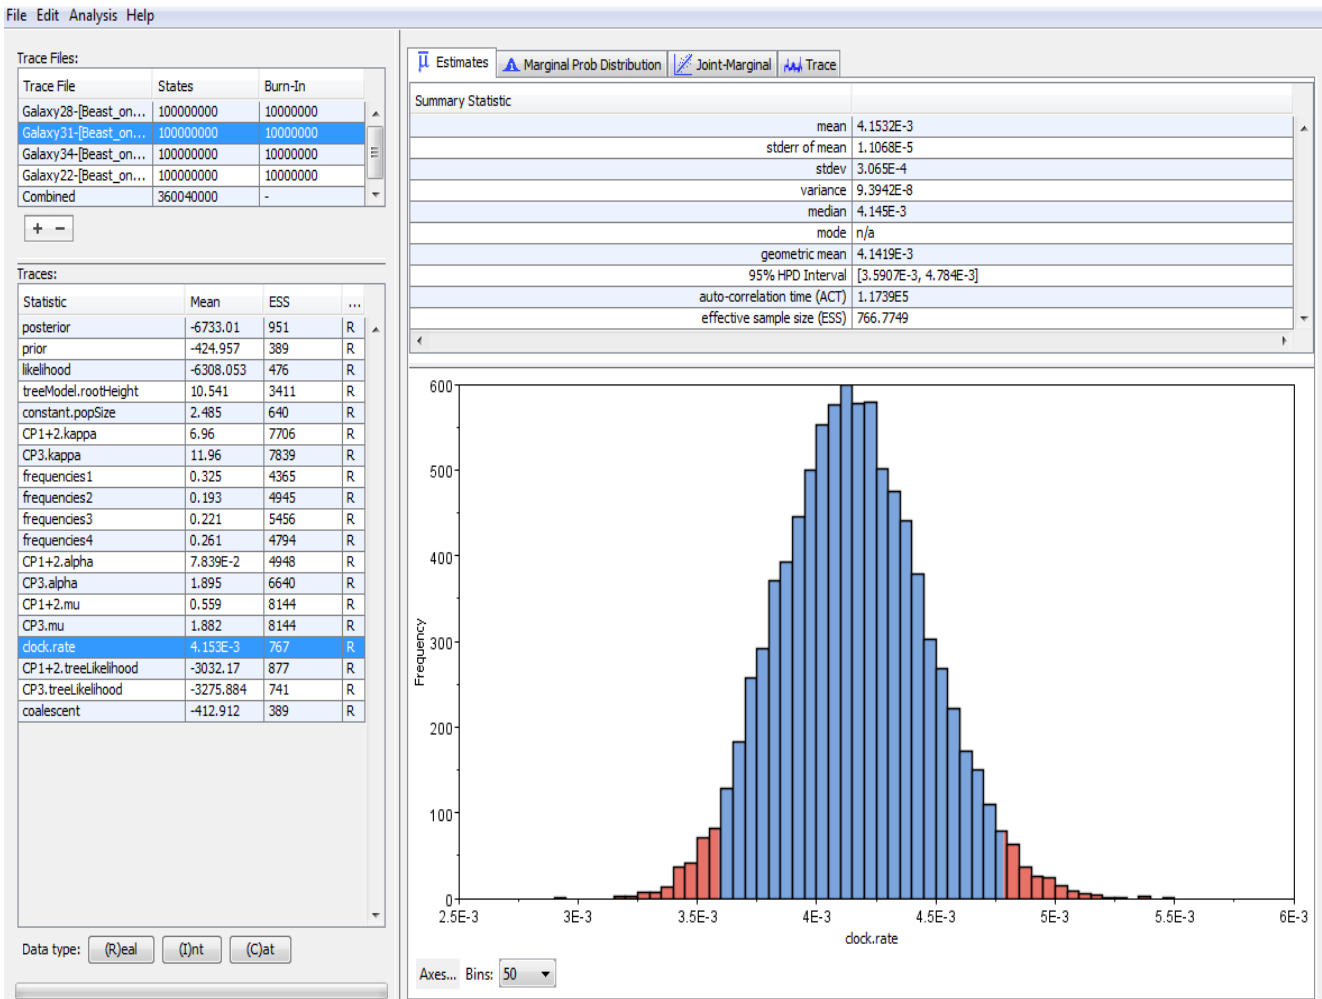 File Edit Analysis Help
Trace Files:
Trace File States Burn-In
Galaxy28-[Beast_on... 100000000 10000000
Galaxy31-[Beast_on... 100000000 10000000
Galaxy34-[Beast_on... 100000000 10000000
Galaxy22-[Beast_on... 100000000 10000000
Combined 360040000 -
+ -
Traces:
Statistic Mean ESS ...
posterior -6733.01 951 R
prior -424.957 389 R
likelihood -6308.053 476 R
treeModel.rootHeight 10.541 3411 R
constant.popSize 2.485 640 R
CP1+2.kappa 6.96 7706 R
CP3.kappa 11.96 7839 R
frequencies1 0.325 4365 R
frequencies2 0.193 4945 R
frequencies3 0.221 5456 R
frequencies4 0.261 4794 R
CP1+2.alpha 7.839E-2 4948 R
CP3.alpha 1.895 6640 R
CP1+2.mu 0.559 8144 R
CP3.mu 1.882 8144 R
clock.rate 4.153E-3 767 R
CP1+2.treeLikelihood -3032.17 877 R
CP3.treeLikelihood -3275.884 741 R
coalescent -412.912 389 R
Data type: (R)eal (I)nt (C)at
μ Estimates Marginal Prob Distribution Joint-Marginal Trace
Summary Statistic
mean 4.1532E-3
stderr of mean 1.1068E-5
stdev 3.065E-4
variance 9.3942E-8
median 4.145E-3
mode n/a
geometric mean 4.1419E-3
95% HPD Interval [3.5907E-3, 4.784E-3]
auto-correlation time (ACT) 1.1739E5
effective sample size (ESS) 766.7749
600
500
400
300
200
100
0
Frequency
2.5E-3 3E-3 3.5E-3 4E-3 4.5E-3 5E-3 5.5E-3 6E-3
clock.rate
Axes... Bins: 50